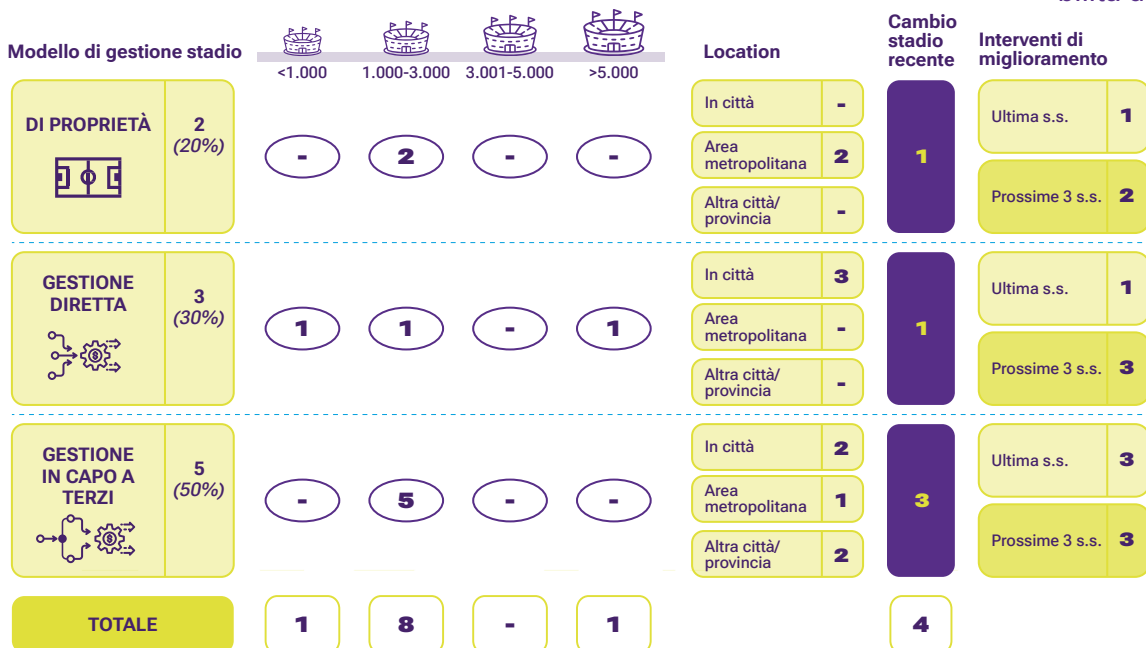 Cambio
stadio
recente
Modello di gestione stadio
Location
Interventi di
miglioramento
<1.000 1.000-3.000 3.001-5.000 >5.000
DI PROPRIETÀ
2
(20%)
- 2 - -
In città -
Area
metropolitana 2
Altra città/
provincia -
1
Ultima s.s. 1
Prossime 3 s.s. 2
GESTIONE
DIRETTA
3
(30%)
1 1 - 1
In città 3
Area
metropolitana -
Altra città/
provincia -
1
Ultima s.s. 1
Prossime 3 s.s. 3
GESTIONE
IN CAPO A
TERZI
5
(50%)
- 5 - -
In città 2
Area
metropolitana 1
Altra città/
provincia 2
3
Ultima s.s. 3
Prossime 3 s.s. 3
TOTALE 1 8 - 1 4